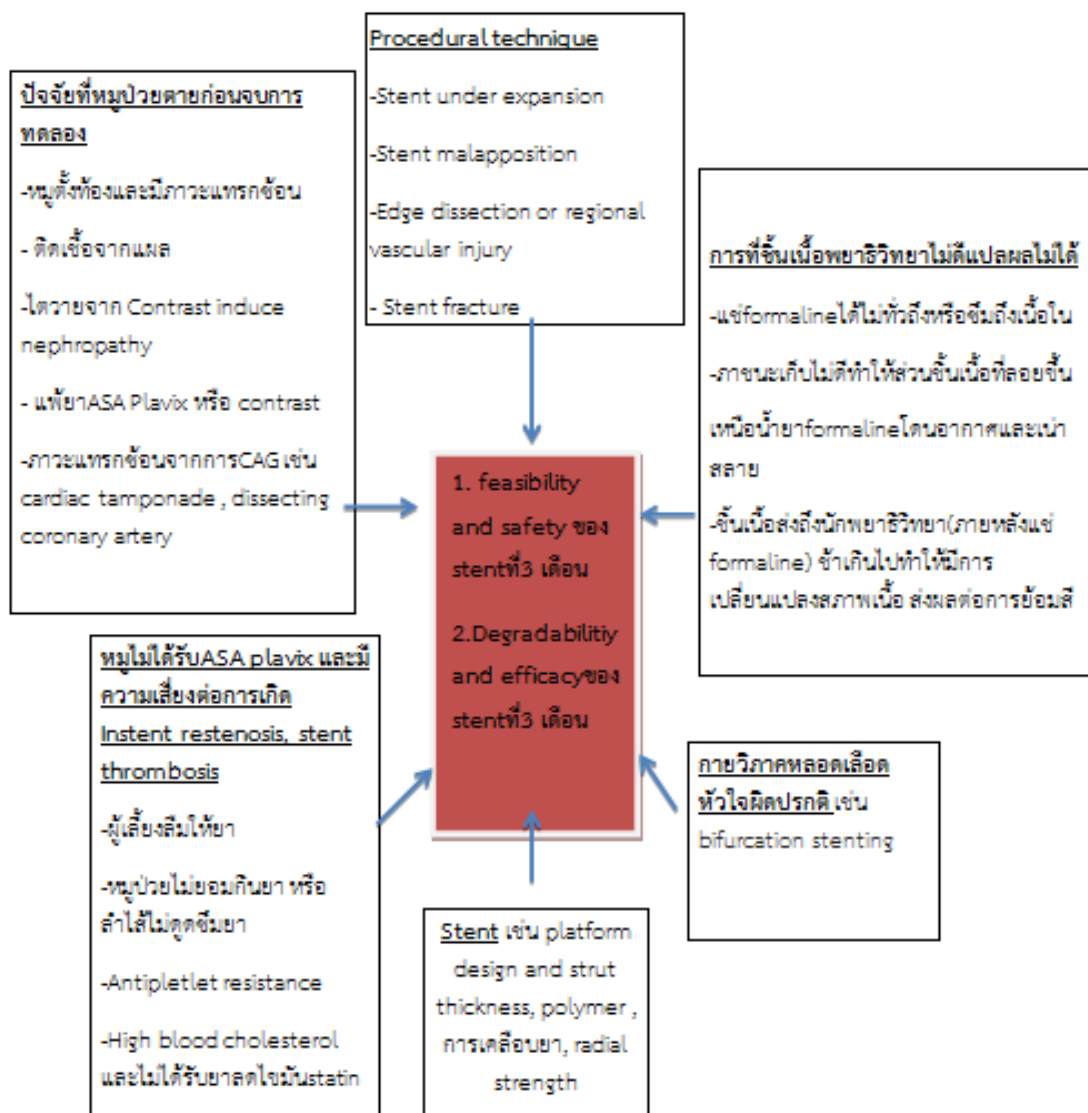 Procedural technique
-Stent under expansion
-Stent malapposition
-Edge dissection or regional
vascular injury
- Stent fracture
ปัจจัยที่หมูป่วยตายก่อนจบการ
ทดลอง
-หมูตั้งท้องและมีภาวะแทรกซ้อน
- ติดเชื้อจากแผล
-ไตวายจาก Contrast induce
nephropathy
- แพ้ยาASA Plavix หรือ contrast
-ภาวะแทรกซ้อนจากการCAG เช่น
cardiac tamponade , dissecting
coronary artery
การที่ชิ้นเนื้อพยาธิวิทยาไม่ดีแปลผลไม่ได้
-แช่formalineได้ไม่ทั่วถึงหรือซึมถึงเนื้อใน
-ภาชนะเก็บไม่ดีทำให้ส่วนชิ้นเนื้อที่ลอยขึ้น
เหนือน้ำยาformalineโดนอากาศและเน่า
สลาย
-ชิ้นเนื้อส่งถึงนักพยาธิวิทยา(ภายหลังแช่
formaline) ช้าเกินไปทำให้มีการ
เปลี่ยนแปลงสภาพเนื้อ ส่งผลต่อการย้อมสี
1. feasibility
and safety ของ
stentที่3 เดือน
2.Degradabilitiy
and efficacyของ
stentที่3 เดือน
หมูไม่ได้รับASA plavix และมี
ความเสี่ยงต่อการเกิด
Instent restenosis, stent
thrombosis
-ผู้เลี้ยงลืมให้ยา
-หมูป่วยไม่ยอมกินยา หรือ
ลำไส้ไม่ดูดซึมยา
-Antipletlet resistance
-High blood cholesterol
และไม่ได้รับยาลดไขมันstatin
กายวิภาคหลอดเลือด
หัวใจผิดปรกติ เช่น
bifurcation stenting
Stent เช่น platform
design and strut
thickness, polymer ,
การเคลือบยา, radial
strength